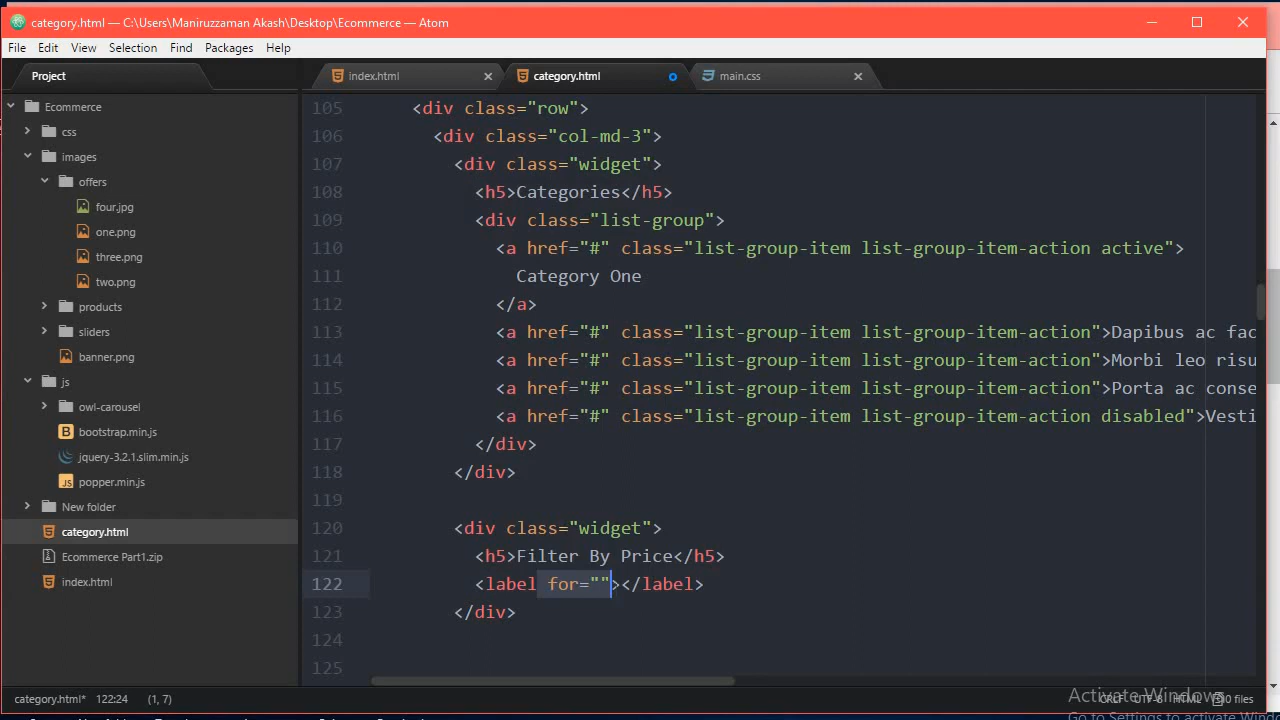 category.html — C:\Users\Maniruzzaman Akash\Desktop\Ecommerce — Atom
File Edit View Selection Find Packages Help
Project
index.html
category.html
main.css
Ecommerce
css
images
offers
four.jpg
one.png
three.png
two.png
products
sliders
banner.png
js
owl-carousel
bootstrap.min.js
jquery-3.2.1.slim.min.js
popper.min.js
New folder
category.html
Ecommerce Part1.zip
index.html
105 <div class="row">
106 <div class="col-md-3">
107 <div class="widget">
108 <h5>Categories</h5>
109 <div class="list-group">
110 <a href="#" class="list-group-item list-group-item-action active">
111 Category One
112 </a>
113 <a href="#" class="list-group-item list-group-item-action">Dapibus ac fac
114 <a href="#" class="list-group-item list-group-item-action">Morbi leo risu
115 <a href="#" class="list-group-item list-group-item-action">Porta ac conse
116 <a href="#" class="list-group-item list-group-item-action disabled">Vesti
117 </div>
118 </div>
119
120 <div class="widget">
121 <h5>Filter By Price</h5>
122 <label for=""></label>
123 </div>
124
125
category.html* 122:24 (1, 7)
CRLF UTF-8 HTML 0 files
Activate Windows
Go to Settings to activate Wind